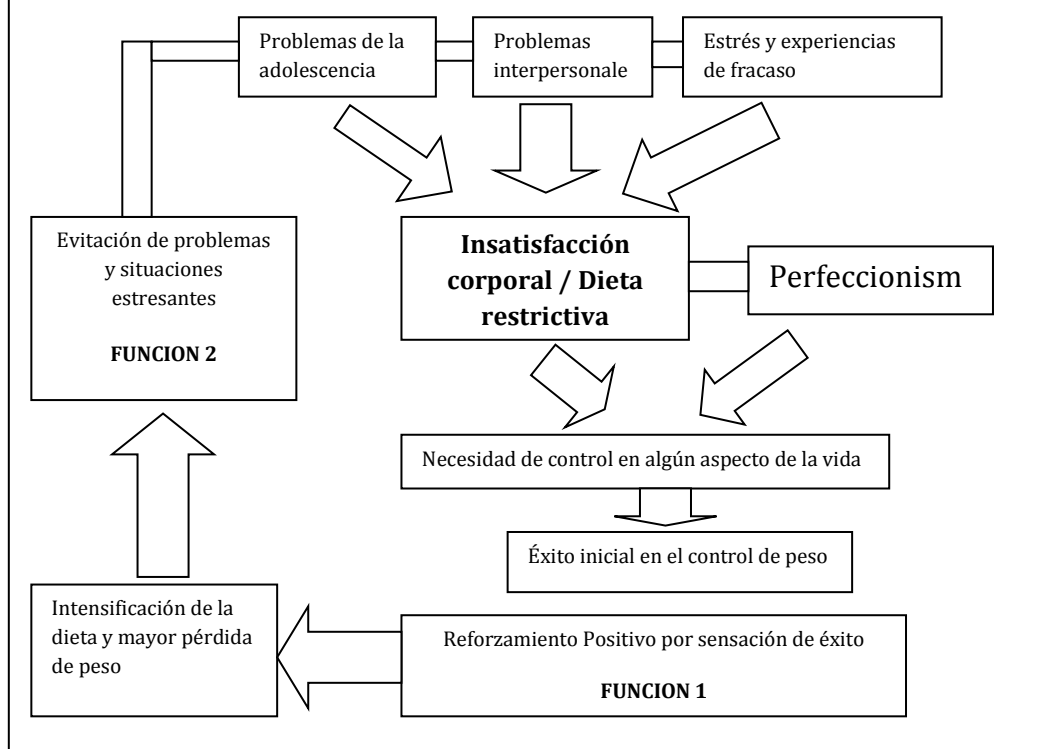 Problemas de la
adolescencia
Problemas
interpersonale
Estrés y experiencias
de fracaso
Evitación de problemas
y situaciones
estresantes
FUNCION 2
Insatisfacción
corporal / Dieta
restrictiva
Perfeccionism
Necesidad de control en algún aspecto de la vida
Éxito inicial en el control de peso
Intensificación de la
dieta y mayor pérdida
de peso
Reforzamiento Positivo por sensación de éxito
FUNCION 1